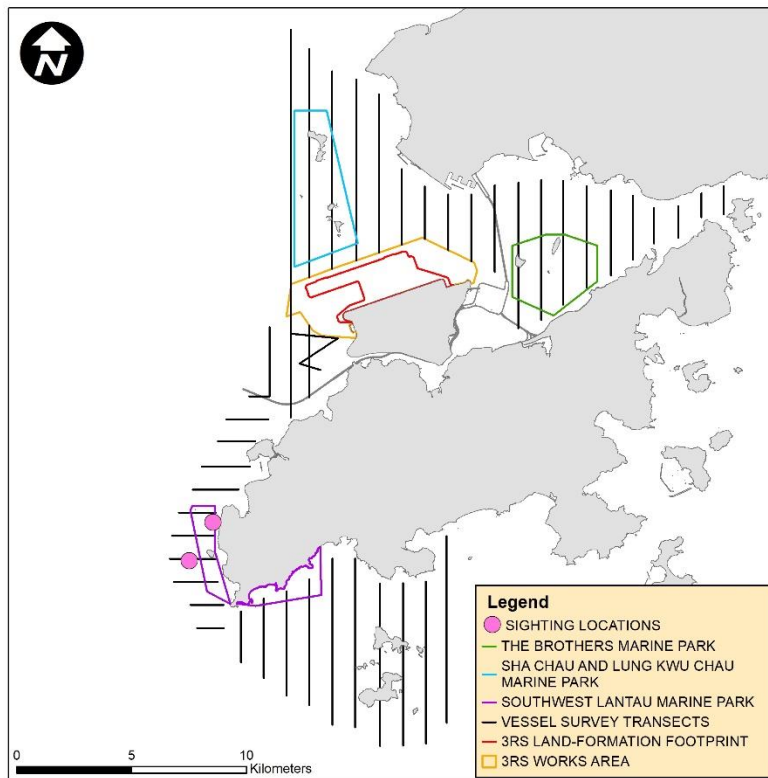 N
Legend
SIGHTING LOCATIONS
THE BROTHERS MARINE PARK
SHA CHAU AND LUNG KWU CHAU
MARINE PARK
SOUTHWEST LANTAU MARINE PARK
VESSEL SURVEY TRANSECTS
3RS LAND-FORMATION FOOTPRINT
3RS WORKS AREA
0 5 10
Kilometers